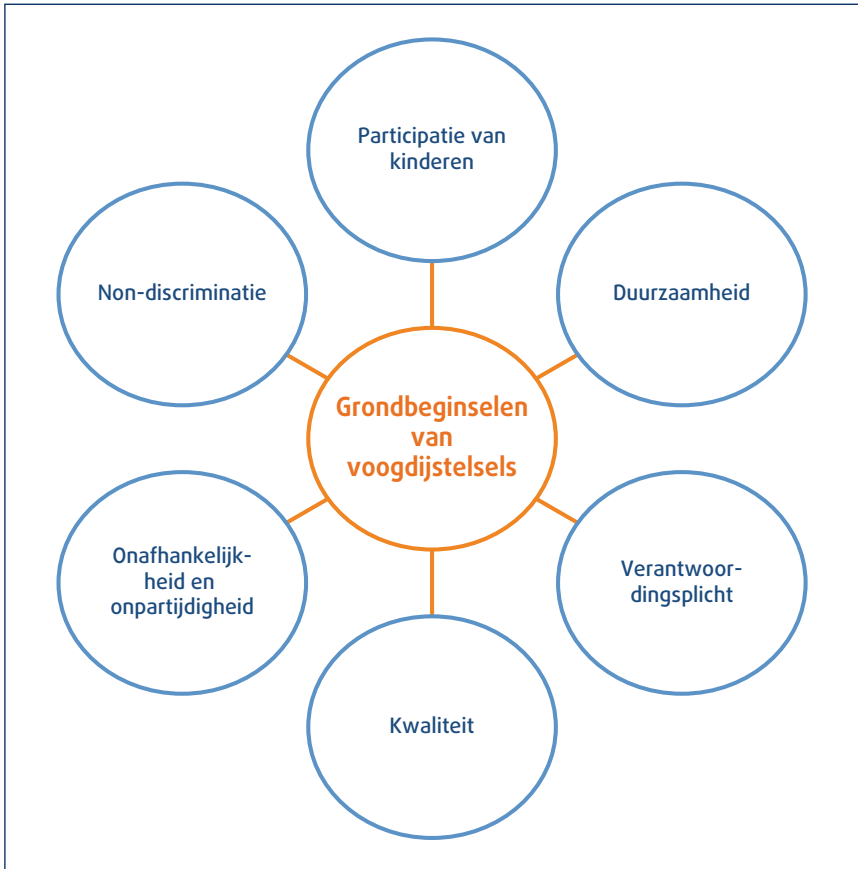 Participatie van
kinderen
Non-discriminatie
Duurzaamheid
Grondbeginselen
van
voogdijstelsels
Onafhankelijk-
heid en
onpartijdigheid
Verantwoor-
dingsplicht
Kwaliteit